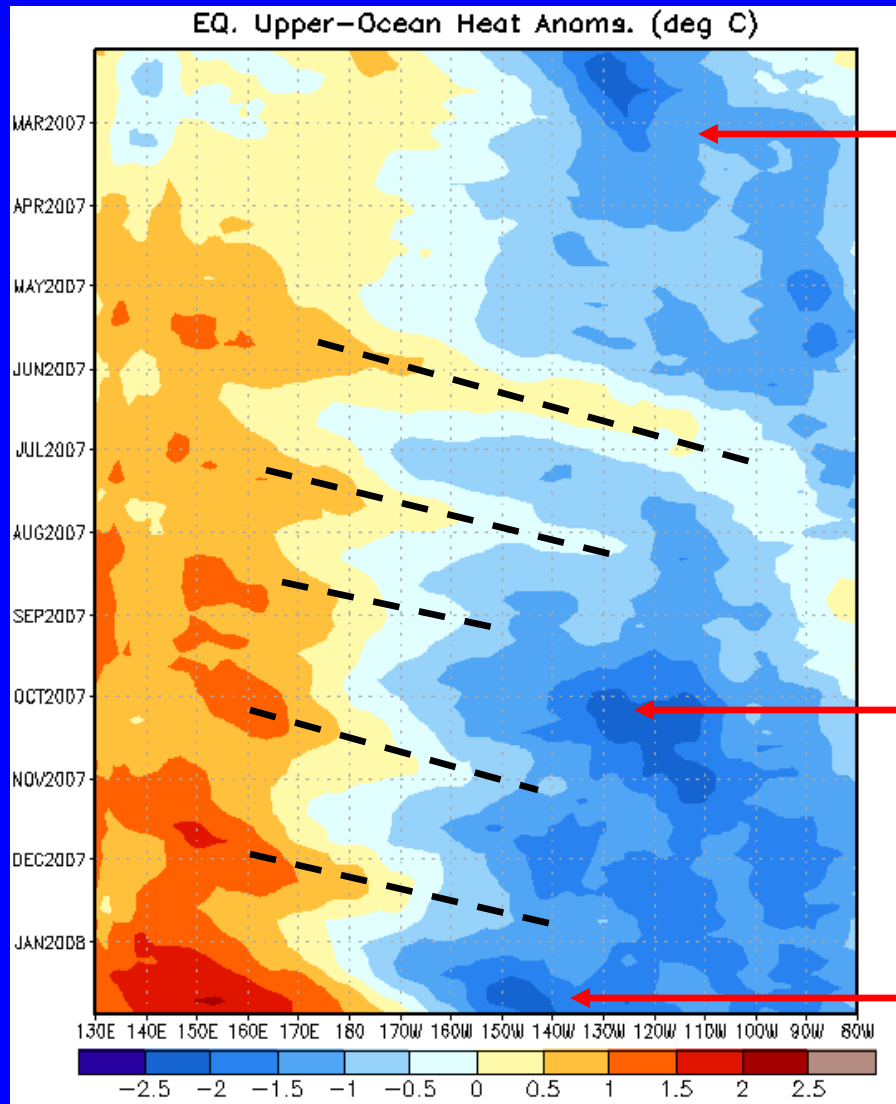 EQ. Upper-Ocean Heat Anoms. (deg C)
MAR2007
APR2007
MAY2007
JUN2007
JUL2007
AUG2007
SEP2007
OCT2007
NOV2007
DEC2007
JAN2008
130E 140E 150E 160E 170E 180 170W 160W 150W 140W 130W 120W 110W 100W 90W 80W
-2.5 -2 -1.5 -1 -0.5 0 0.5 1 1.5 2 2.5